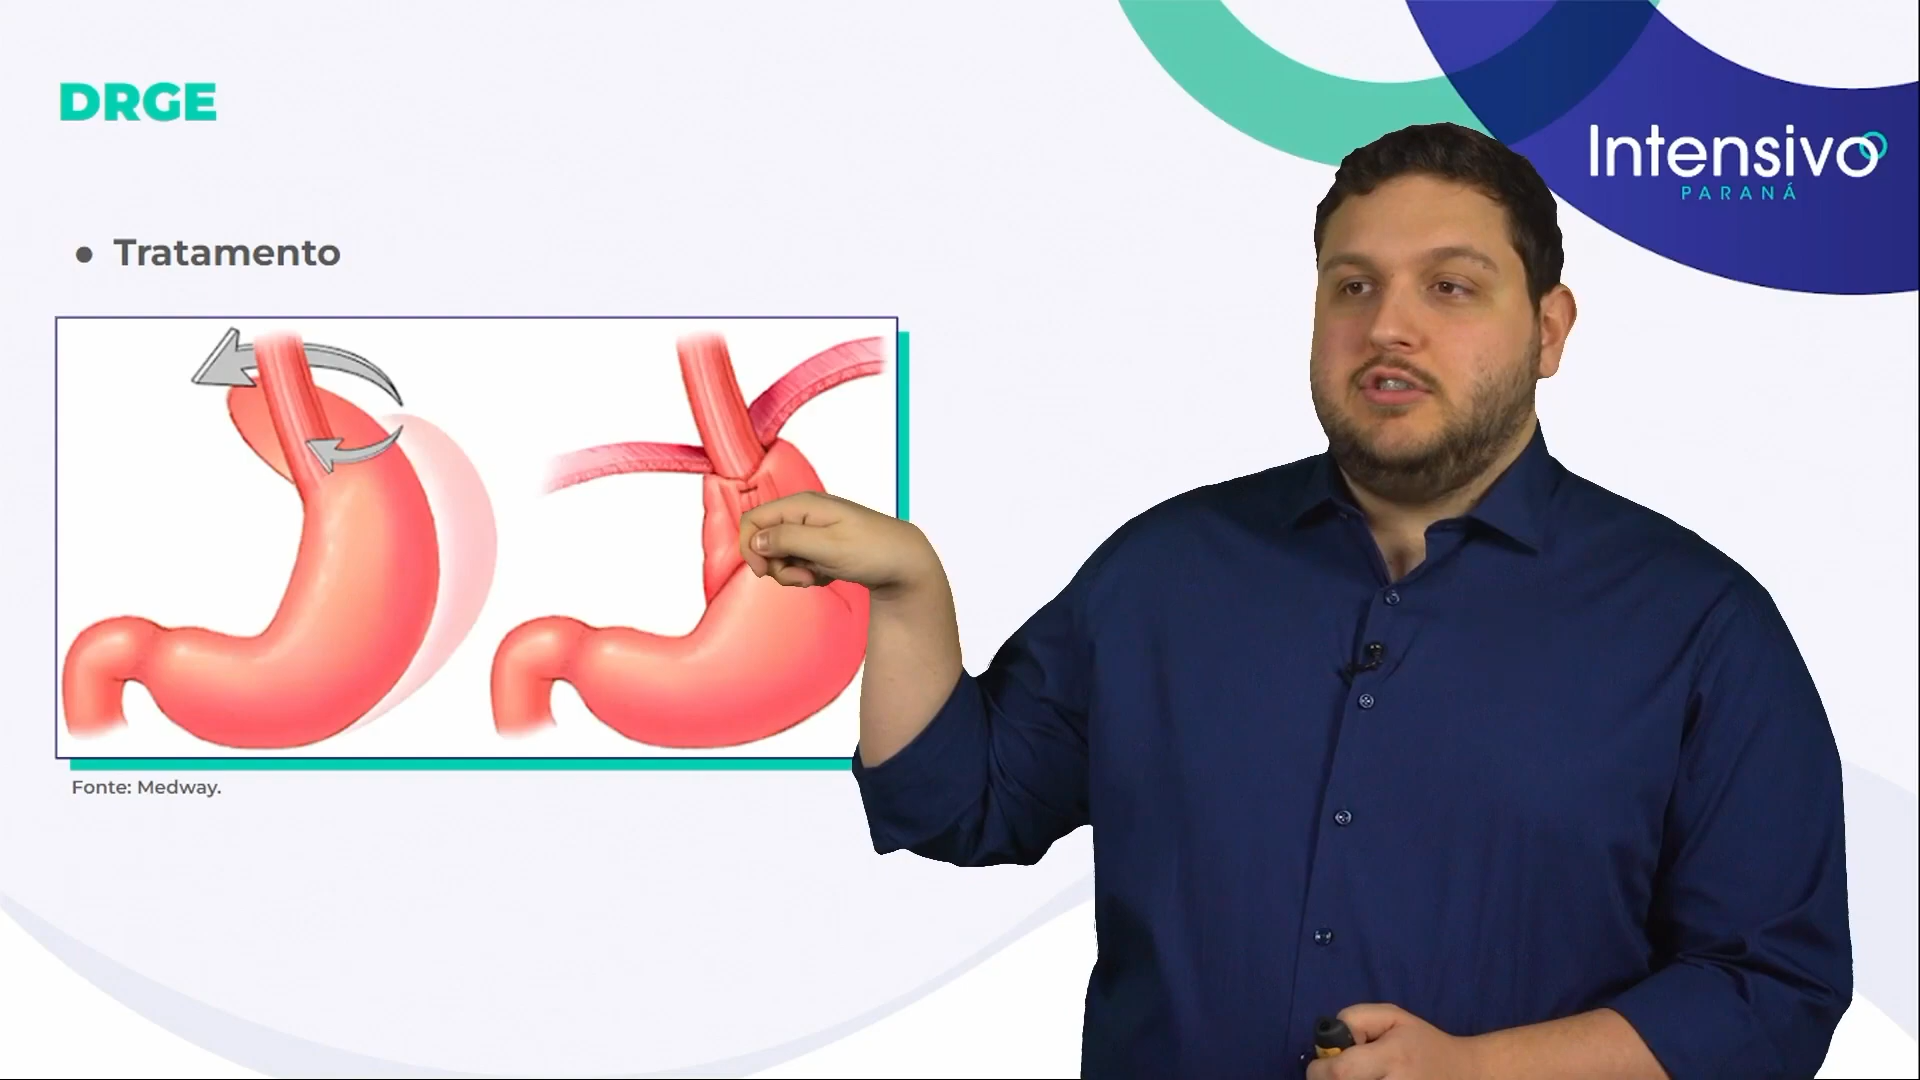 DRGE
Intensivo
PARANÁ
● Tratamento
Fonte: Medway.